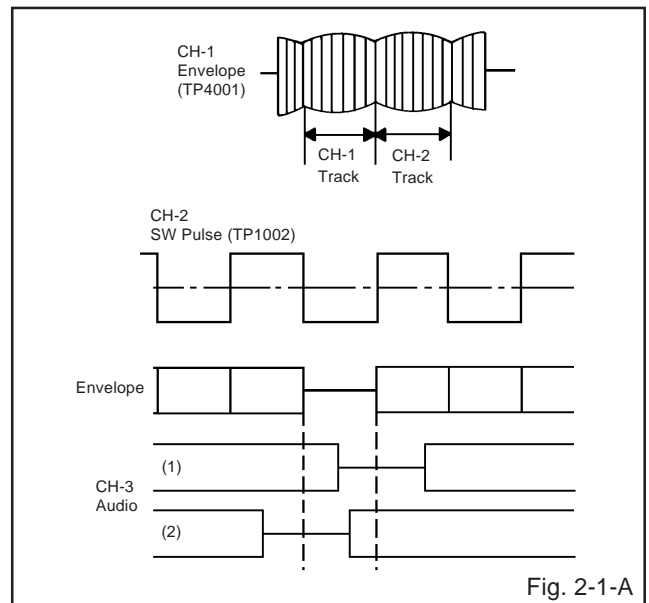 CH-1
Envelope
(TP4001)
CH-1
Track
CH-2
Track
CH-2
SW Pulse (TP1002)
Envelope
(1)
CH-3
Audio
(2)
Fig. 2-1-A